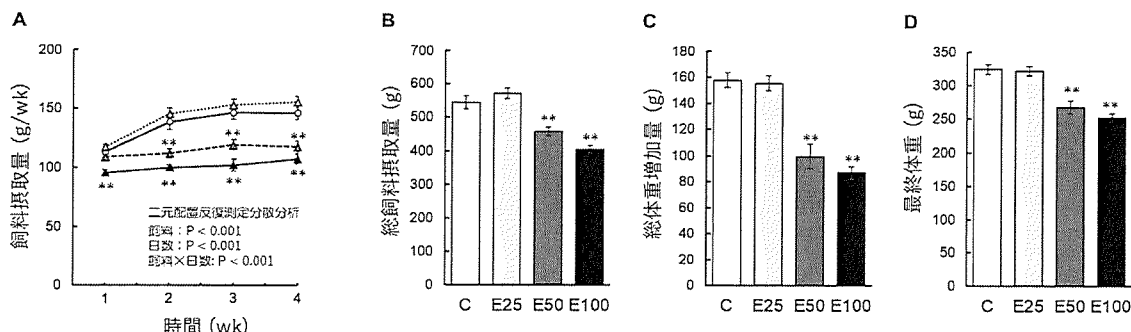 A
飼料摂取量 (g/wk)
200
150
100
50
0
**
**
**
**
**
**
**
二元配置反復測定分散分析
飼料：P < 0.001
日数：P < 0.001
飼料×日数: P < 0.001
1 2 3 4
時間 (wk)
B
総飼料摂取量 (g)
700
600
500
400
300
200
100
0
**
**
C E25 E50 E100
C
総体重増加量 (g)
180
160
140
120
100
80
60
40
20
0
**
**
C E25 E50 E100
D
最終体重 (g)
350
300
250
200
150
100
50
0
**
**
C E25 E50 E100